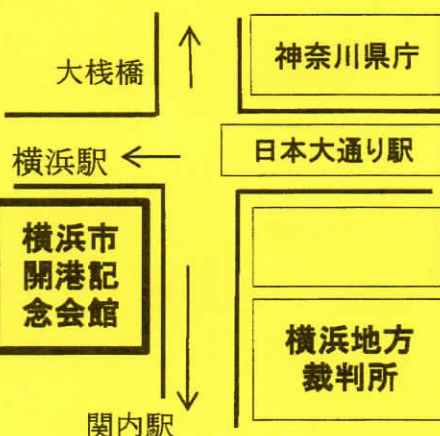 神奈川県庁
大桟橋
日本大通り駅
横浜駅
横浜市
開港記
念会館
横浜地方
裁判所
関内駅